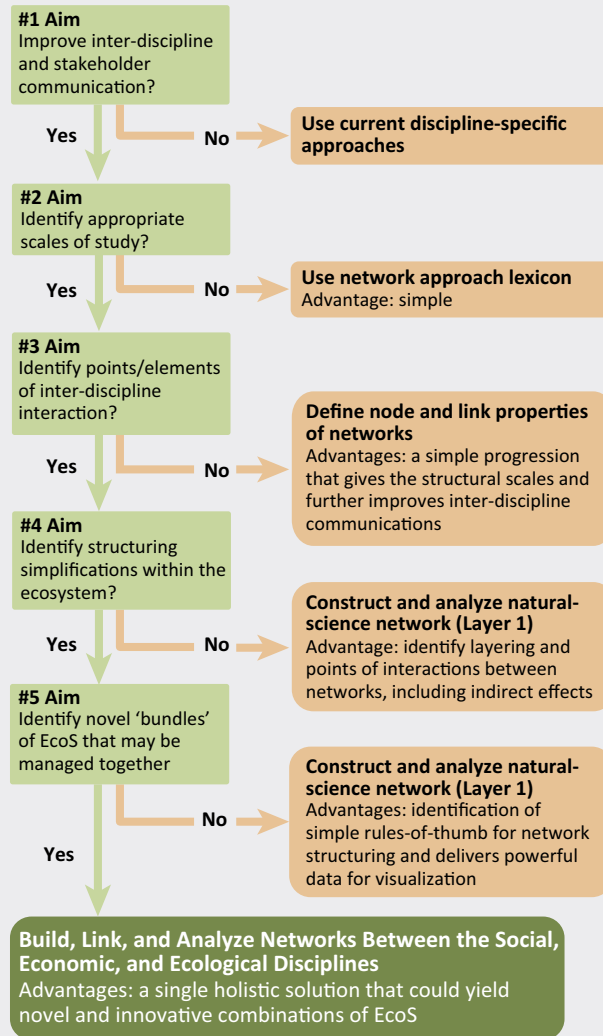 #1 Aim
Improve inter-discipline
and stakeholder
communication?
Yes
No
Use current discipline-specific
approaches
#2 Aim
Identify appropriate
scales of study?
Yes
No
Use network approach lexicon
Advantage: simple
#3 Aim
Identify points/elements
of inter-discipline
interaction?
Yes
No
Define node and link properties
of networks
Advantages: a simple progression
that gives the structural scales and
further improves inter-discipline
communications
#4 Aim
Identify structuring
simplifications within the
ecosystem?
Yes
No
Construct and analyze natural-
science network (Layer 1)
Advantage: identify layering and
points of interactions between
networks, including indirect effects
#5 Aim
Identify novel ‘bundles’
of EcoS that may be
managed together
Yes
No
Construct and analyze natural-
science network (Layer 1)
Advantages: identification of
simple rules-of-thumb for network
structuring and delivers powerful
data for visualization
Build, Link, and Analyze Networks Between the Social,
Economic, and Ecological Disciplines
Advantages: a single holistic solution that could yield
novel and innovative combinations of EcoS